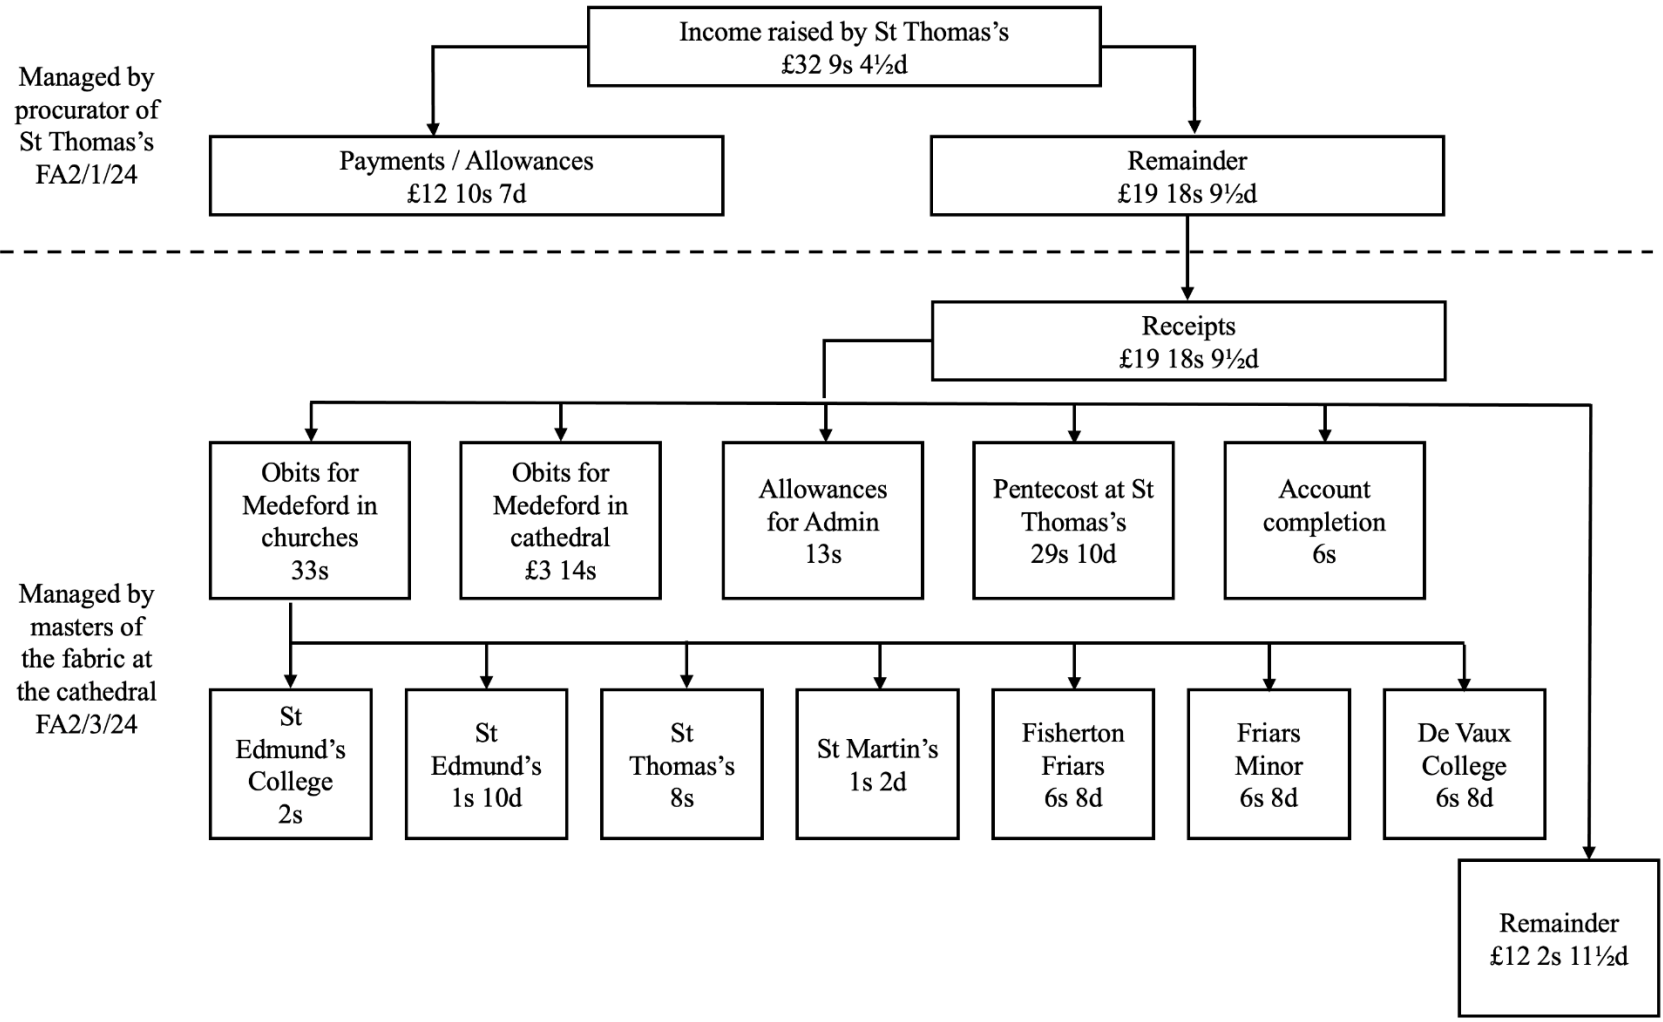 Income raised by St Thomas’s
£32 9s 4½d
Managed by
procurator of
St Thomas’s
FA2/1/24
Payments / Allowances
£12 10s 7d
Remainder
£19 18s 9½d
Receipts
£19 18s 9½d
Obits for
Medeford in
churches
33s
Obits for
Medeford in
cathedral
£3 14s
Allowances
for Admin
13s
Pentecost at St
Thomas’s
29s 10d
Account
completion
6s
Managed by
masters of
the fabric at
the cathedral
FA2/3/24
St
Edmund’s
College
2s
St
Edmund’s
1s 10d
St
Thomas’s
8s
St Martin’s
1s 2d
Fisherton
Friars
6s 8d
Friars
Minor
6s 8d
De Vaux
College
6s 8d
Remainder
£12 2s 11½d